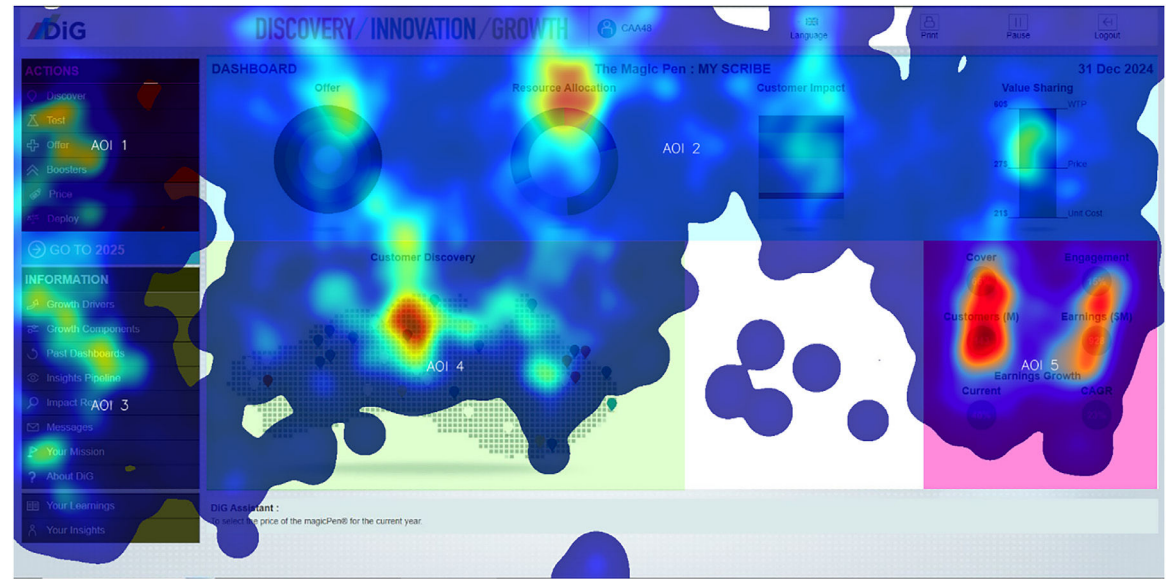 DiG
DISCOVERY/INNOVATION/GROWTH
CAA48
Language
Print
Pause
Logout
ACTIONS
Discover
Test
Offer
AOI 1
Boosters
Price
Deploy
GO TO 2025
INFORMATION
Growth Drivers
Growth Components
Past Dashboards
Insights Pipeline
Impact
AOI 3
Messages
Your Mission
About DiG
Your Learnings
Your Insights
DASHBOARD
The Magic Pen : MY SCRIBE
31 Dec 2024
Offer
Resource Allocation
Customer Impact
Value Sharing
AOI 2
605
WTP
275
Price
215
Unit Cost
Customer Discovery
AOI 4
Cover
Engagement
Customers (M)
Earnings ($M)
AOI 5
Earnings Growth
Current
CAGR
DiG Assistant :
To select the price of the magicPen® for the current year.